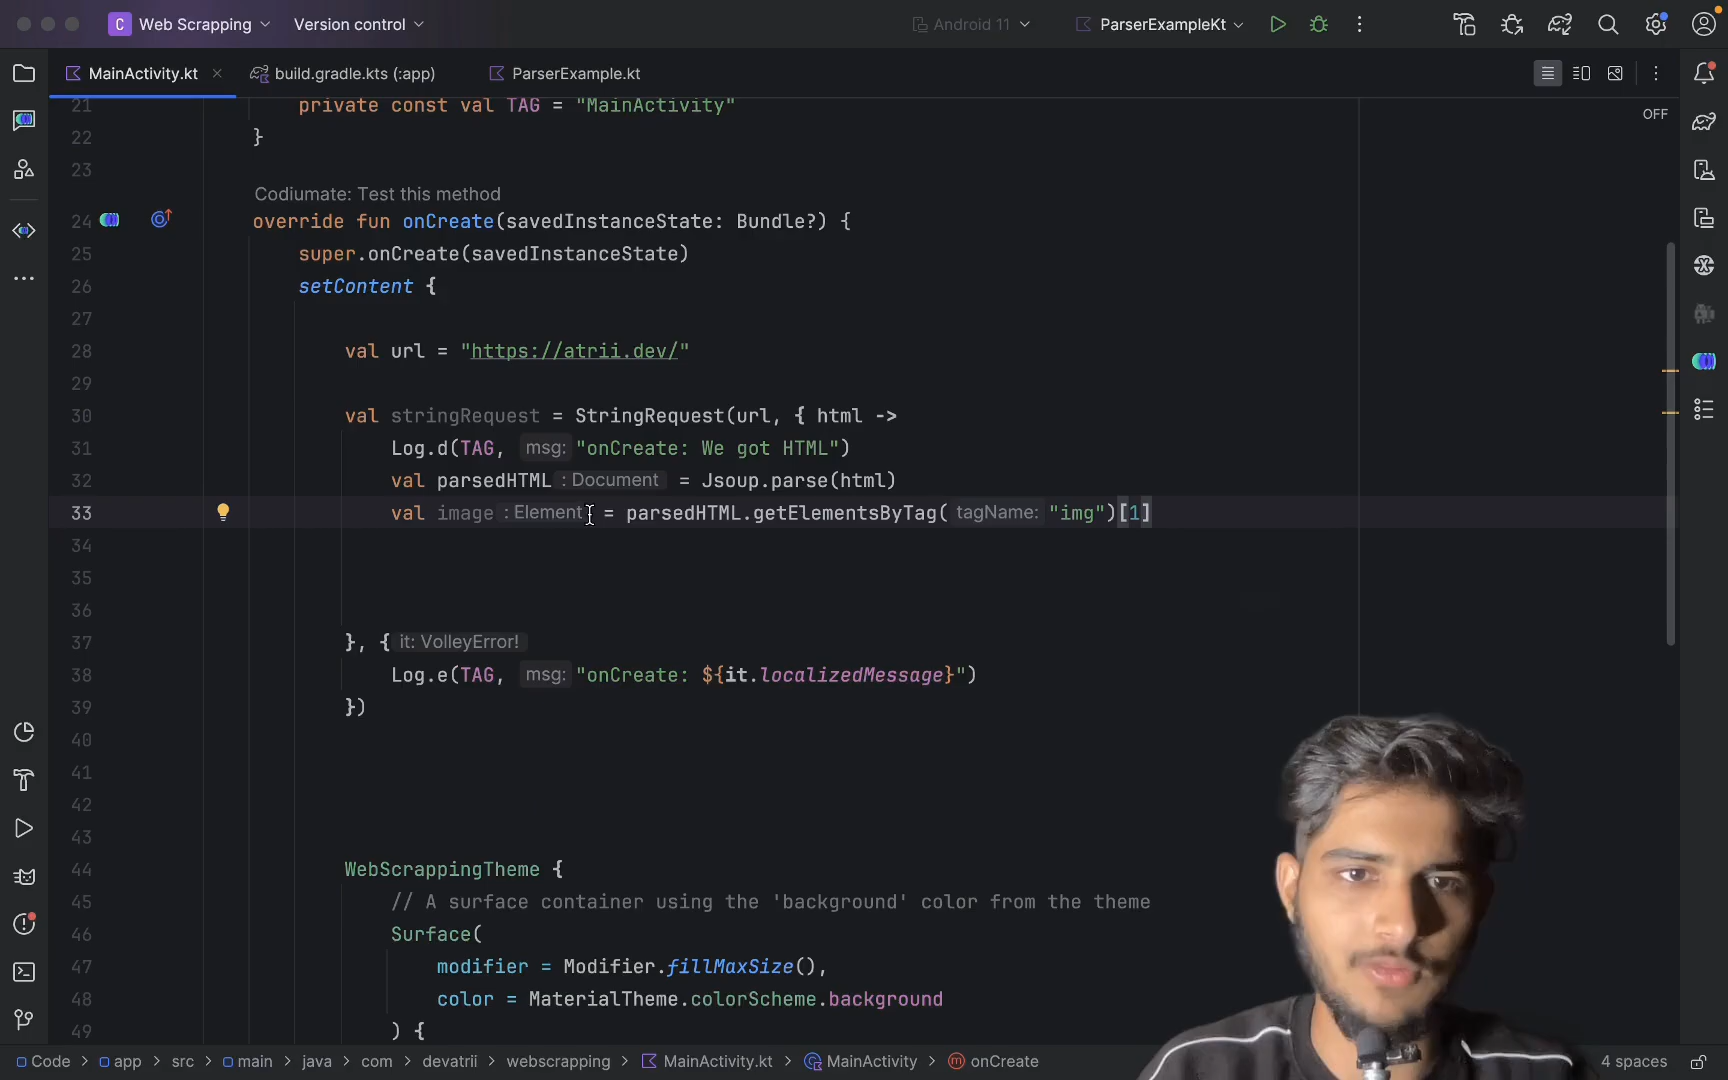 C Web Scrapping Version control Android 11 ParserExampleKt
MainActivity.kt build.gradle.kts (:app) ParserExample.kt
OFF
21 private const val TAG = "MainActivity"
22 }
23
Codiumate: Test this method
24 override fun onCreate(savedInstanceState: Bundle?) {
25 super.onCreate(savedInstanceState)
26 setContent {
27
28 val url = "https://atrii.dev/"
29
30 val stringRequest = StringRequest(url, { html ->
31 Log.d(TAG, msg: "onCreate: We got HTML")
32 val parsedHTML : Document = Jsoup.parse(html)
33 val image : Element = parsedHTML.getElementsByTag( tagName: "img")[1]
34
35
36
37 }, { it: VolleyError!
38 Log.e(TAG, msg: "onCreate: ${it.localizedMessage}")
39 })
40
41
42
43
44 WebScrappingTheme {
45 // A surface container using the 'background' color from the theme
46 Surface(
47 modifier = Modifier.fillMaxSize(),
48 color = MaterialTheme.colorScheme.background
49 ) {
Code > app > src > main > java > com > devatrii > webscrapping > MainActivity.kt > MainActivity > onCreate 4 spaces